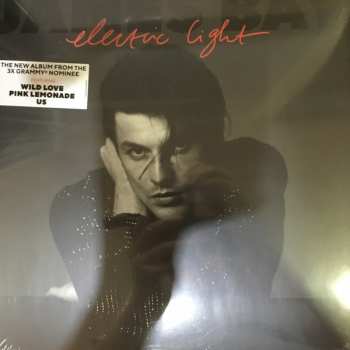 electric light
THE NEW ALBUM FROM THE
3X GRAMMY® NOMINEE
WILD LOVE
PINK LEMONADE
US